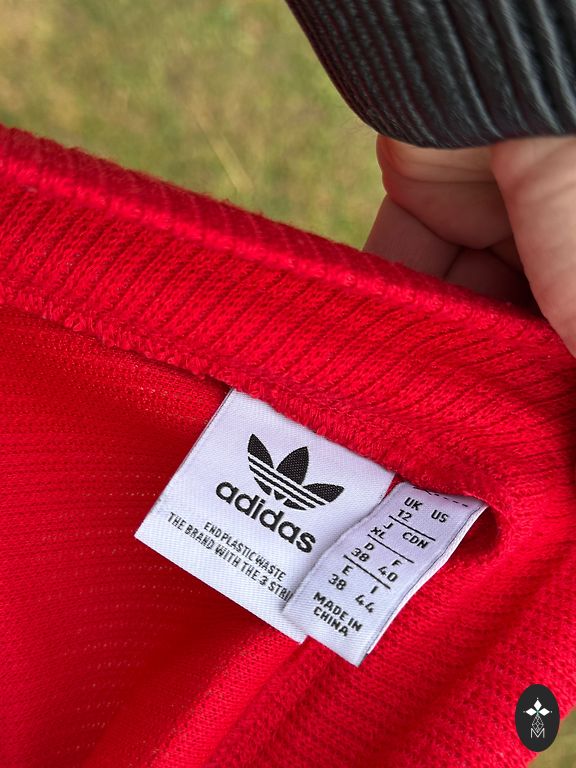 adidas
END PLASTIC WASTE
THE BRAND WITH THE 3
UK US
12
J CDN
XL
D F
38 40
E I
38 44
MADE IN
CHINA
M